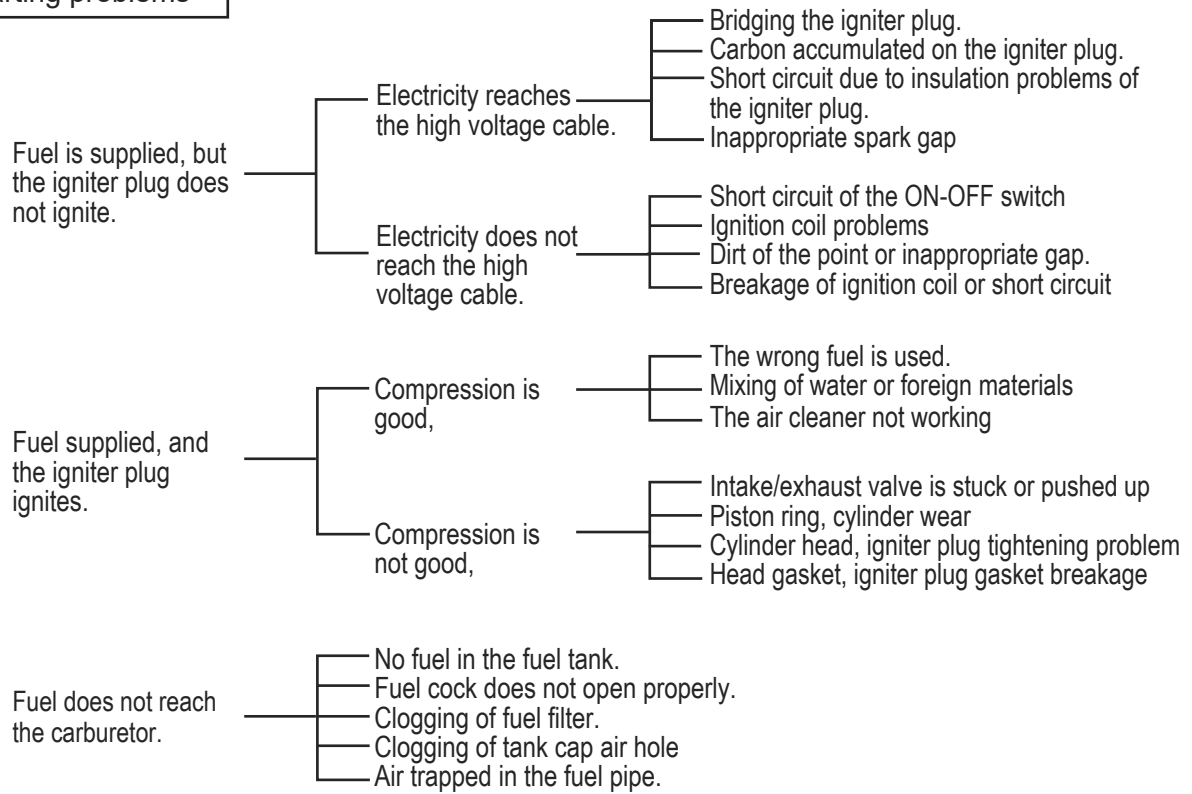 problems
Fuel is supplied, but
the igniter plug does
not ignite.
Electricity reaches
the high voltage cable.
Bridging the igniter plug.
Carbon accumulated on the igniter plug.
Short circuit due to insulation problems of
the igniter plug.
Inappropriate spark gap
Electricity does not
reach the high
voltage cable.
Short circuit of the ON-OFF switch
Ignition coil problems
Dirt of the point or inappropriate gap.
Breakage of ignition coil or short circuit
Fuel supplied, and
the igniter plug
ignites.
Compression is
good,
The wrong fuel is used.
Mixing of water or foreign materials
The air cleaner not working
Compression is
not good,
Intake/exhaust valve is stuck or pushed up
Piston ring, cylinder wear
Cylinder head, igniter plug tightening problem
Head gasket, igniter plug gasket breakage
Fuel does not reach
the carburetor.
No fuel in the fuel tank.
Fuel cock does not open properly.
Clogging of fuel filter.
Clogging of tank cap air hole
Air trapped in the fuel pipe.